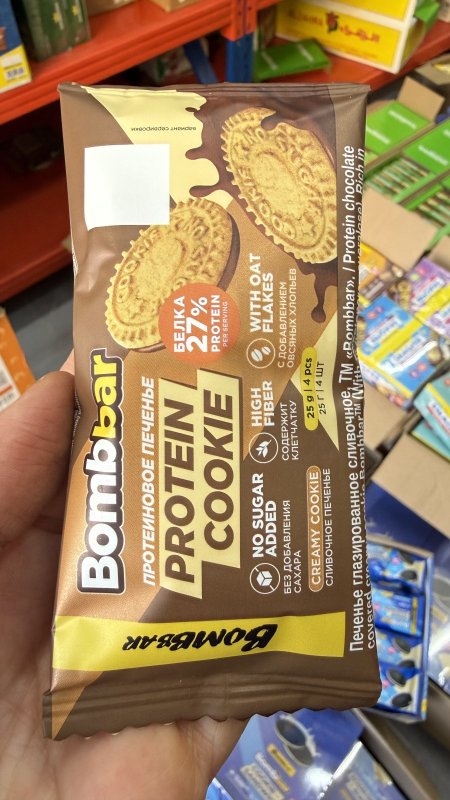 Bombbar
ПРОТЕИНОВОЕ ПЕЧЕНЬЕ
PROTEIN
COOKIE
БЕЛКА
27%
PROTEIN
PER SERVING
вариант сервировки
NO SUGAR
ADDED
БЕЗ ДОБАВЛЕНИЯ
САХАРА
HIGH
FIBER
СОДЕРЖИТ
КЛЕТЧАТКУ
WITH OAT
FLAKES
С ДОБАВЛЕНИЕМ
ОВСЯНЫХ ХЛОПЬЕВ
CREAMY COOKIE
СЛИВОЧНОЕ ПЕЧЕНЬЕ
25 g | 4 pcs
25 Г | 4 ШТ
BOMBBAR
Печенье глазированное сливочное, ТМ «Bombbar». / Protein chocolate
covered